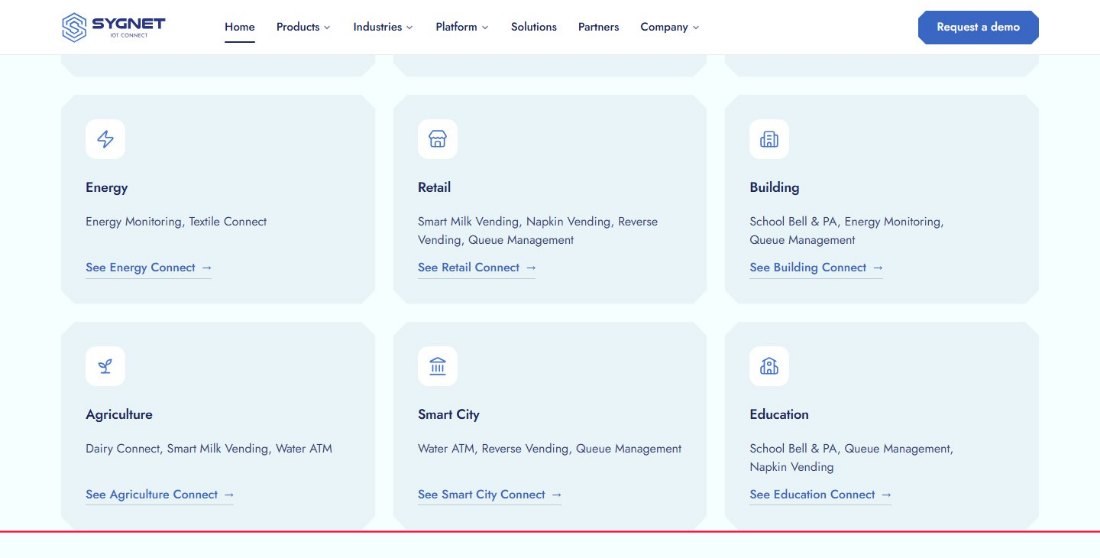 SYGNET
IOT CONNECT
Home Products Industries Platform Solutions Partners Company
Request a demo
Energy
Energy Monitoring, Textile Connect
See Energy Connect →
Retail
Smart Milk Vending, Napkin Vending, Reverse
Vending, Queue Management
See Retail Connect →
Building
School Bell & PA, Energy Monitoring,
Queue Management
See Building Connect →
Agriculture
Dairy Connect, Smart Milk Vending, Water ATM
See Agriculture Connect →
Smart City
Water ATM, Reverse Vending, Queue Management
See Smart City Connect →
Education
School Bell & PA, Queue Management,
Napkin Vending
See Education Connect →